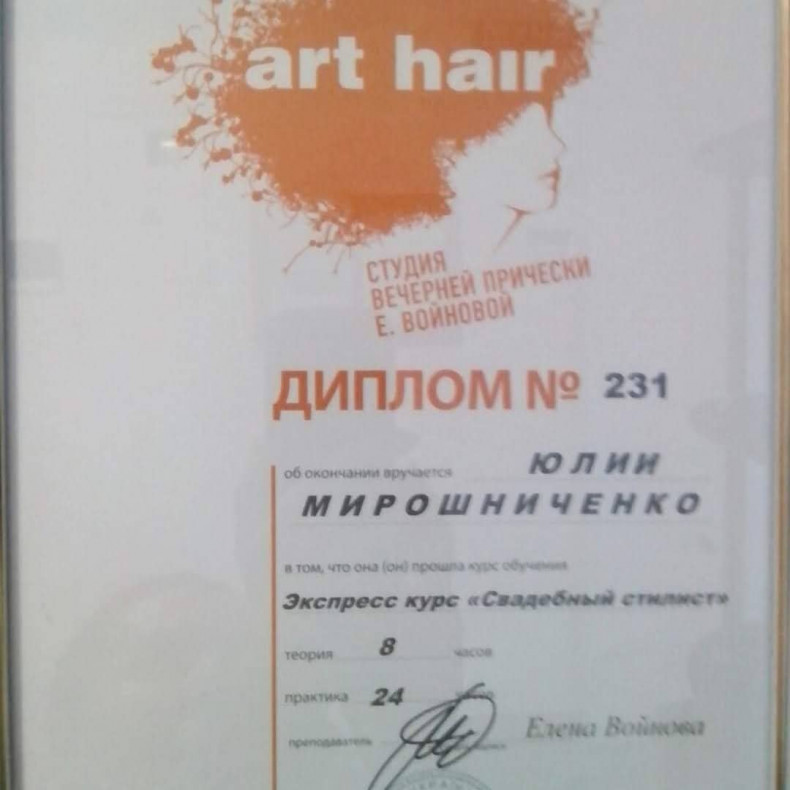 art hair
СТУДИЯ
ВЕЧЕРНЕЙ ПРИЧЕСКИ
Е. ВОЙНОВОЙ
ДИПЛОМ № 231
об окончании вручается ЮЛИИ
МИРОШНИЧЕНКО
в том, что она (он) прошла курс обучения
Экспресс курс «Свадебный стилист»
теория 8 часов
практика 24 часов
преподаватель Елена Войнова